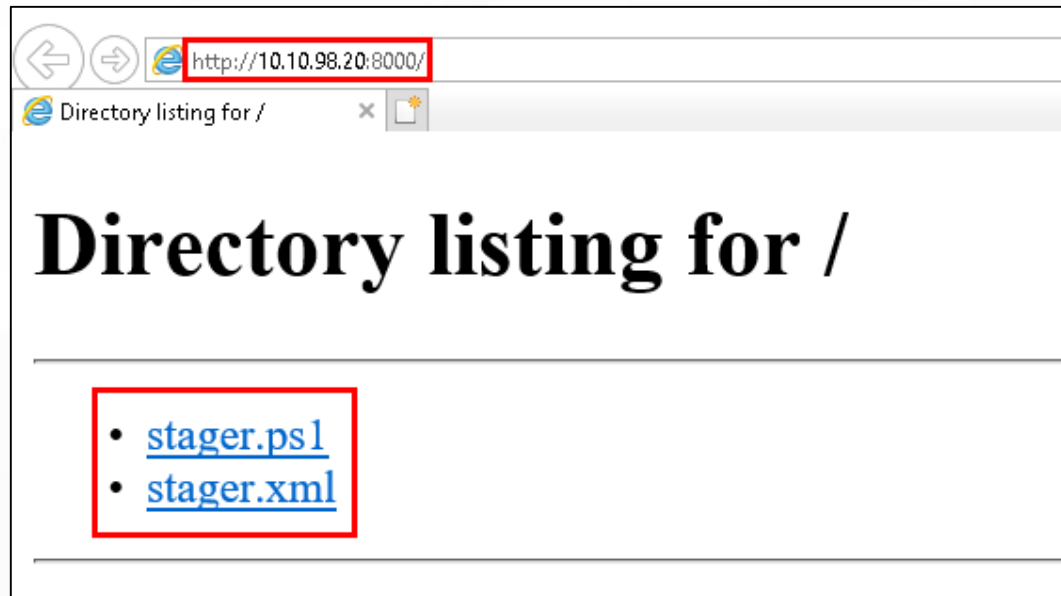 http://10.10.98.20:8000/
Directory listing for /
Directory listing for /
stager.ps1
stager.xml